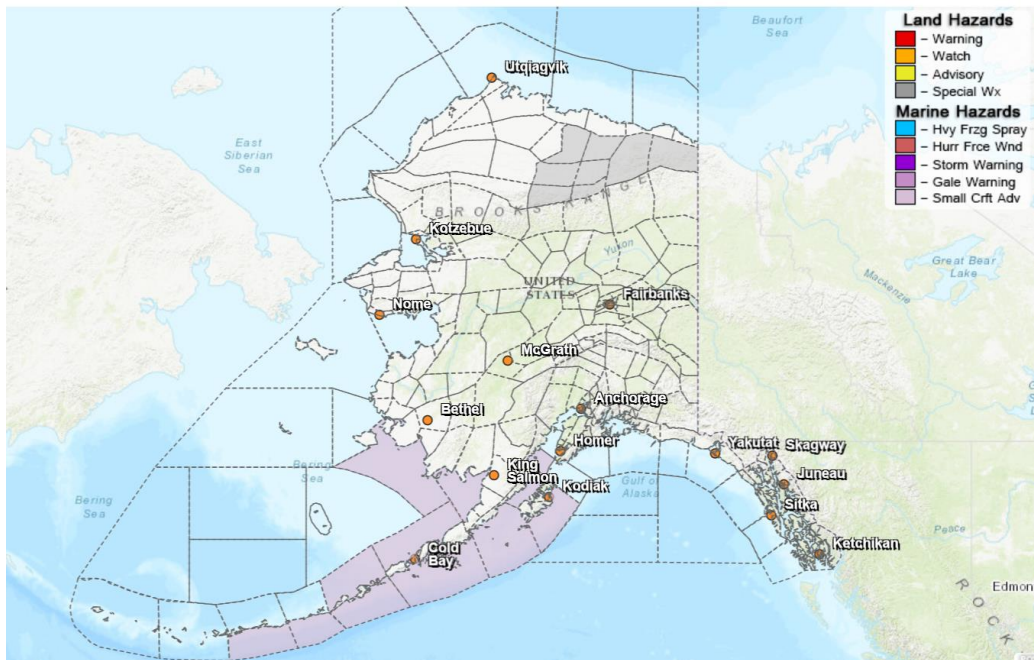 Beaufort
Sea
Land Hazards
– Warning
– Watch
– Advisory
– Special Wx
Marine Hazards
– Hvy Frzg Spray
– Hurr Frce Wnd
– Storm Warning
– Gale Warning
– Small Crft Adv
Utqiagvik
East
Siberian
Sea
BROOKS RANGE
Kotzebue
Yukon
Great Bear
Lake
Mackenzie
UNITED
STATES
Fairbanks
Nome
McGrath
Anchorage
Bethel
Homer
Yakutat
Skagway
Bering
Sea
King
Salmon
Kodiak
Gulf of
Alaska
Juneau
Bering
Sea
Sitka
Peace
Cold
Bay
Ketchikan
Edmon
ROCK